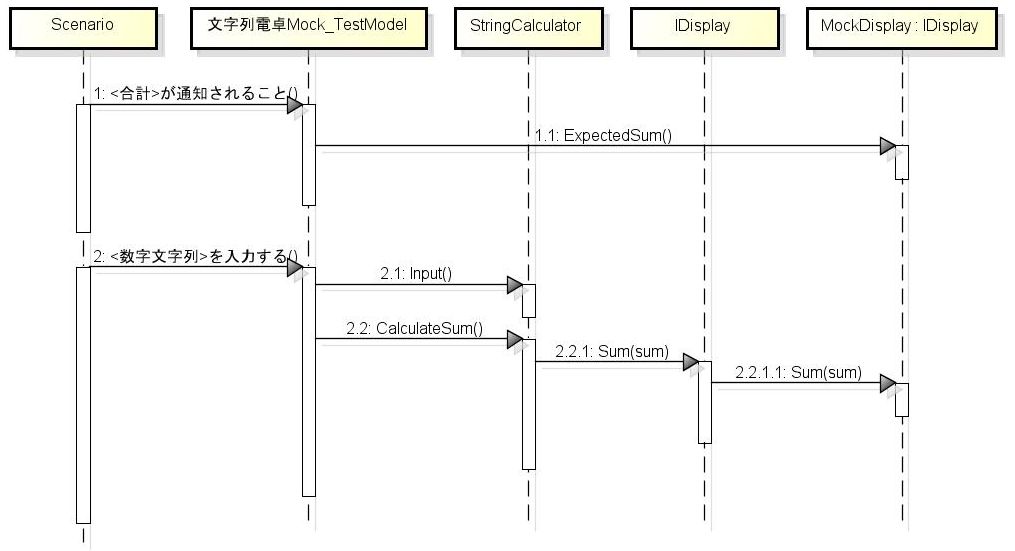 Scenario
文字列電卓Mock_TestModel
StringCalculator
IDisplay
MockDisplay : IDisplay
1: <合計>が通知されること()
1.1: ExpectedSum()
2: <数字文字列>を入力する()
2.1: Input()
2.2: CalculateSum()
2.2.1: Sum(sum)
2.2.1.1: Sum(sum)